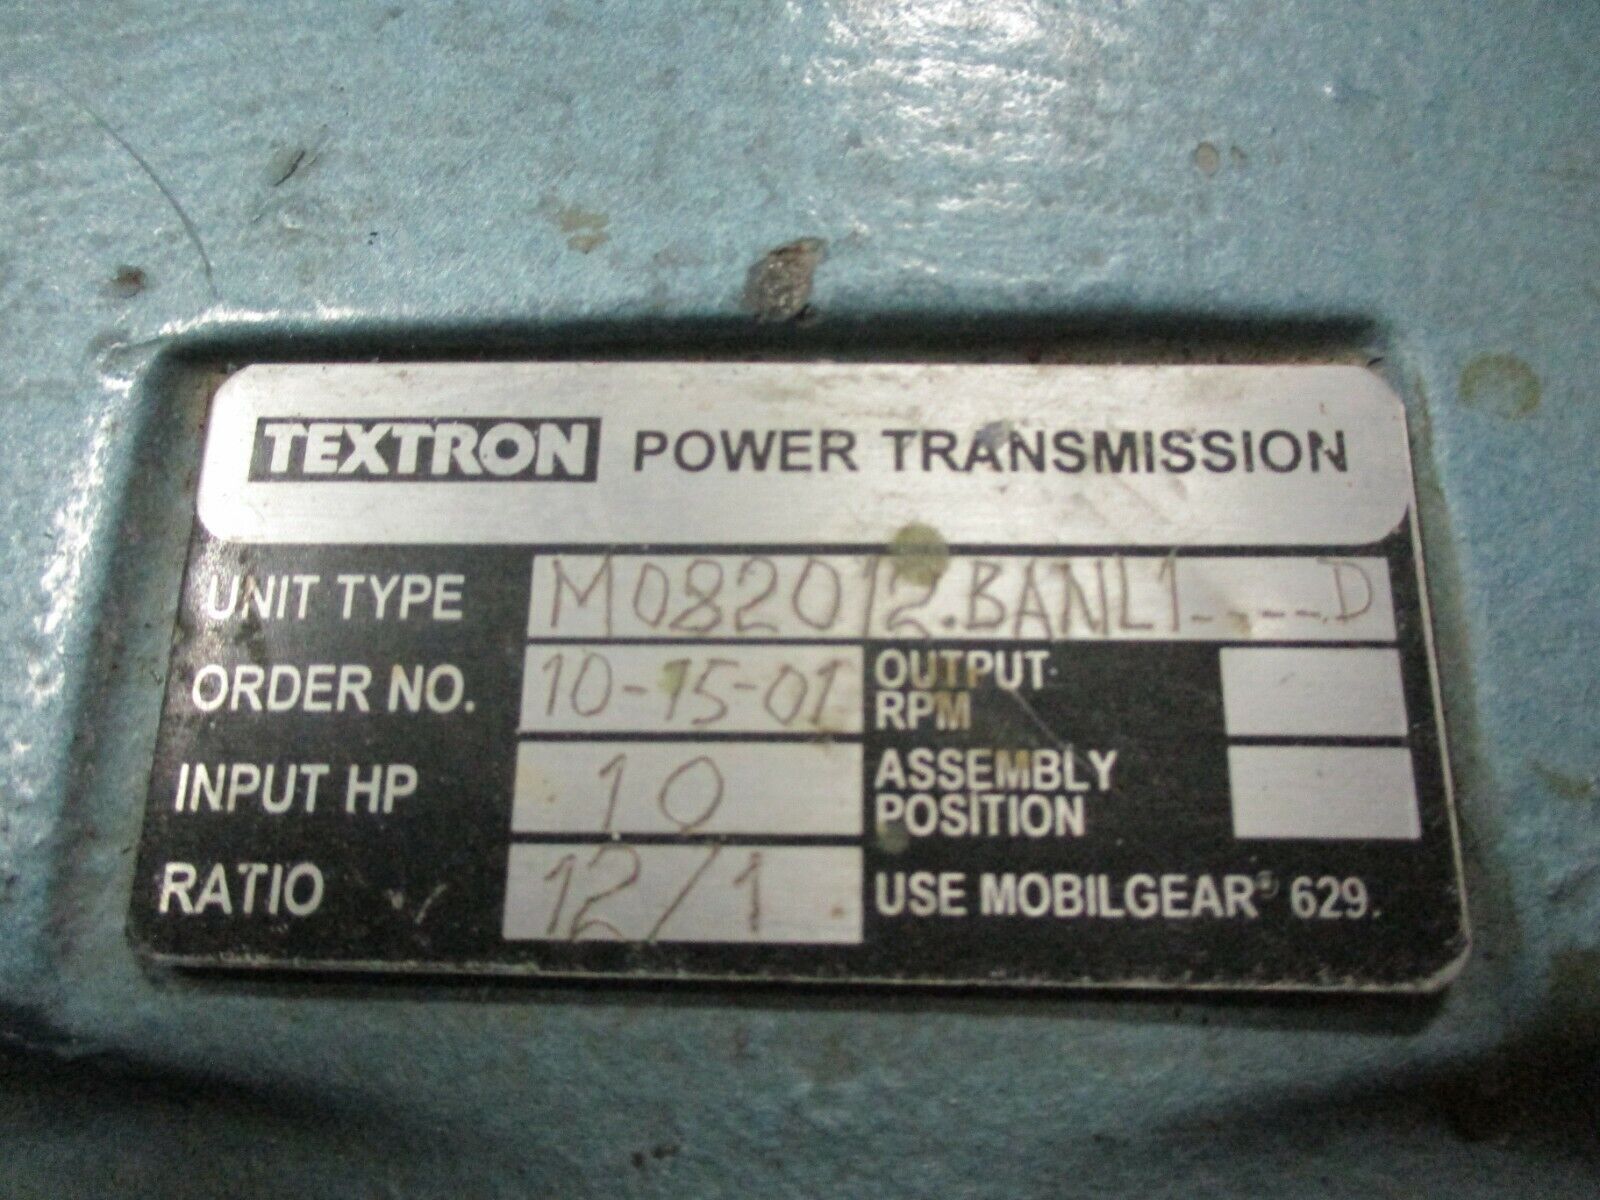 TEXTRON POWER TRANSMISSION
UNIT TYPE M082012.BANL1_ _ _ _.D
ORDER NO. 10-15-01 OUTPUT RPM
INPUT HP 10 ASSEMBLY POSITION
RATIO 12/1 USE MOBILGEAR® 629.